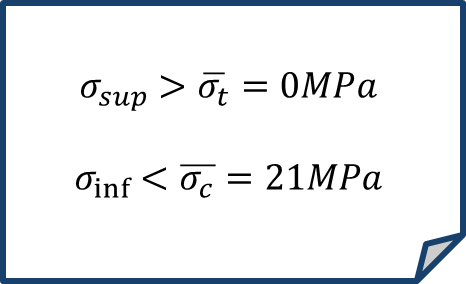 σ_sup > σ̅_t = 0MPa
σ_inf < σ̅_c = 21MPa